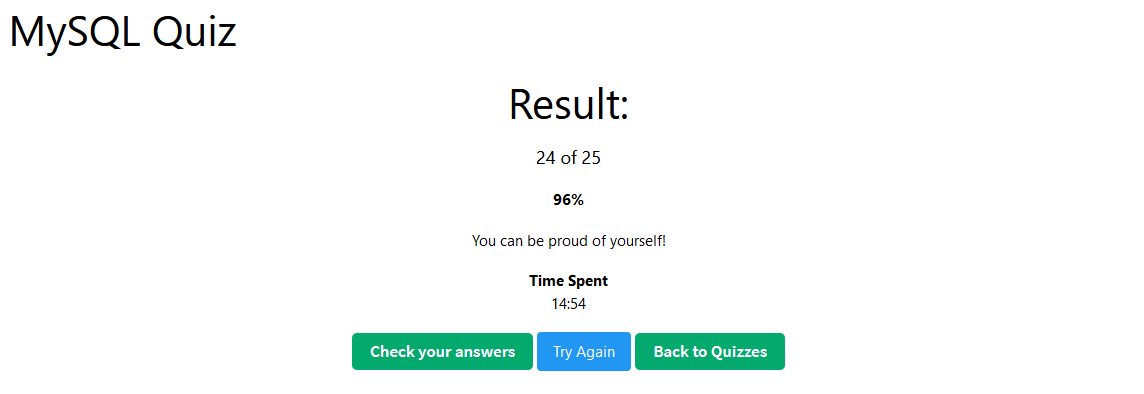 MySQL Quiz
Result:
24 of 25
96%
You can be proud of yourself!
Time Spent
14:54
Check your answers Try Again Back to Quizzes